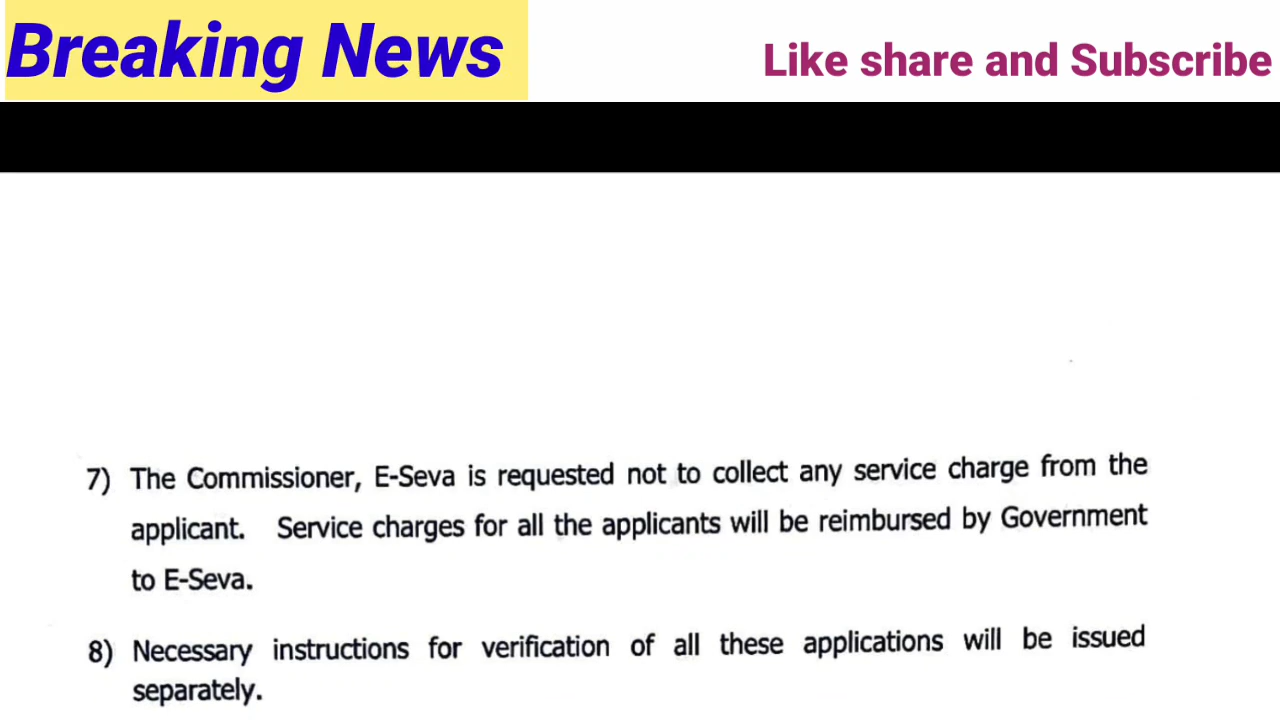 Breaking News
Like share and Subscribe
7) The Commissioner, E-Seva is requested not to collect any service charge from the
applicant. Service charges for all the applicants will be reimbursed by Government
to E-Seva.
8) Necessary instructions for verification of all these applications will be issued
separately.